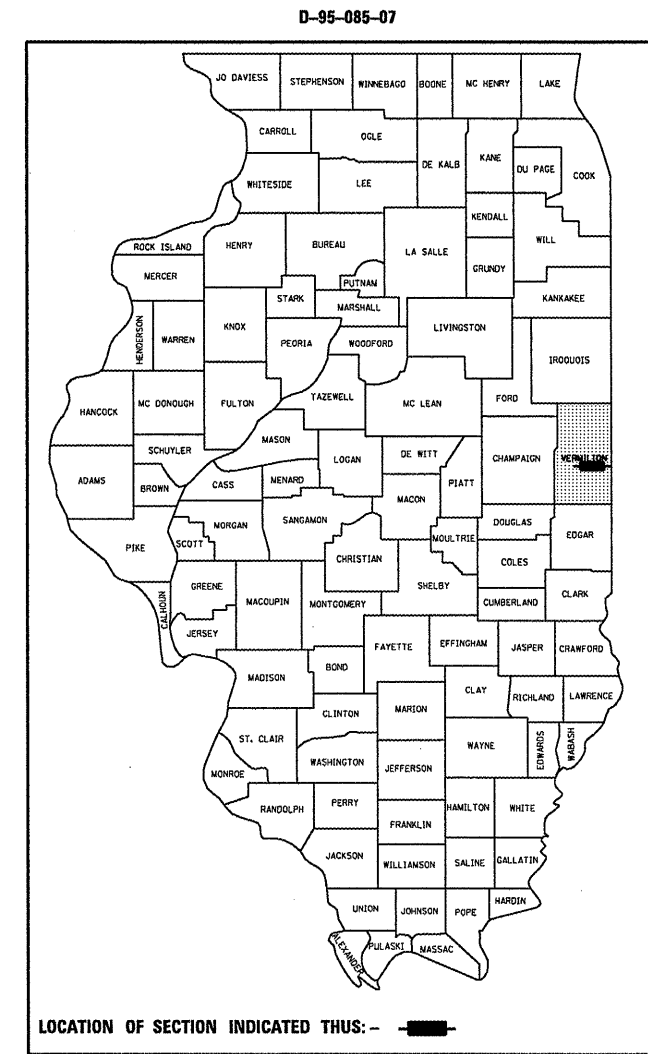 D-95-085-07
JO DAVIESS STEPHENSON WINNEBAGO BOONE MC HENRY LAKE
CARROLL OGLE DE KALB KANE DU PAGE COOK
WHITESIDE LEE KENDALL WILL
ROCK ISLAND HENRY BUREAU LA SALLE GRUNDY
MERCER PUTNAM KANKAKEE
STARK MARSHALL
HENDERSON WARREN KNOX PEORIA WOODFORD LIVINGSTON IROQUOIS
HANCOCK MC DONOUGH FULTON TAZEWELL MC LEAN FORD
SCHUYLER MASON LOGAN DE WITT CHAMPAIGN VERMILION
ADAMS BROWN CASS MENARD PIATT
MACON
PIKE SCOTT MORGAN SANGAMON MOULTRIE DOUGLAS EDGAR
CHRISTIAN COLES
CALHOUN GREENE MACOUPIN MONTGOMERY SHELBY CUMBERLAND CLARK
JERSEY FAYETTE EFFINGHAM JASPER CRAWFORD
MADISON BOND
CLAY RICHLAND LAWRENCE
CLINTON MARION
ST. CLAIR WAYNE EDWARDS WABASH
MONROE WASHINGTON JEFFERSON
RANDOLPH PERRY HAMILTON WHITE
FRANKLIN
JACKSON WILLIAMSON SALINE GALLATIN
UNION JOHNSON POPE HARDIN
ALEXANDER PULASKI MASSAC
LOCATION OF SECTION INDICATED THUS: -